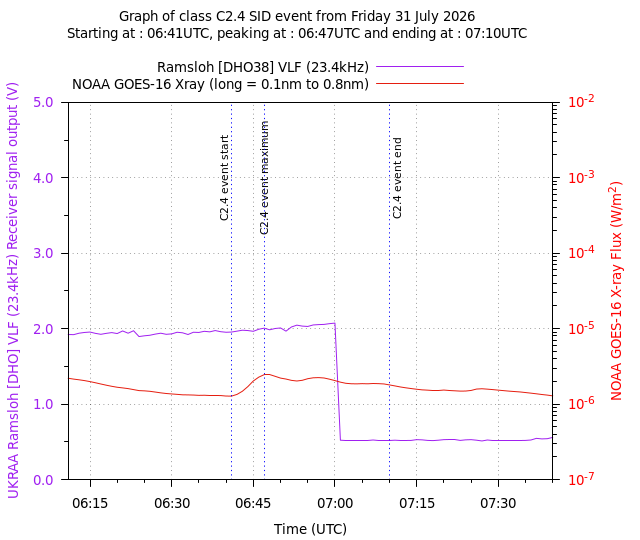 Graph of class C2.4 SID event from Friday 31 July 2026
Starting at : 06:41UTC, peaking at : 06:47UTC and ending at : 07:10UTC
Ramsloh [DHO38] VLF (23.4kHz)
NOAA GOES-16 Xray (long = 0.1nm to 0.8nm)
UKRAA Ramsloh [DHO] VLF (23.4kHz) Receiver signal output (V)
5.0
4.0
3.0
2.0
1.0
0.0
C2.4 event start
C2.4 event maximum
C2.4 event end
10^-2
10^-3
10^-4
10^-5
10^-6
10^-7
NOAA GOES-16 X-ray Flux (W/m²)
06:15 06:30 06:45 07:00 07:15 07:30
Time (UTC)